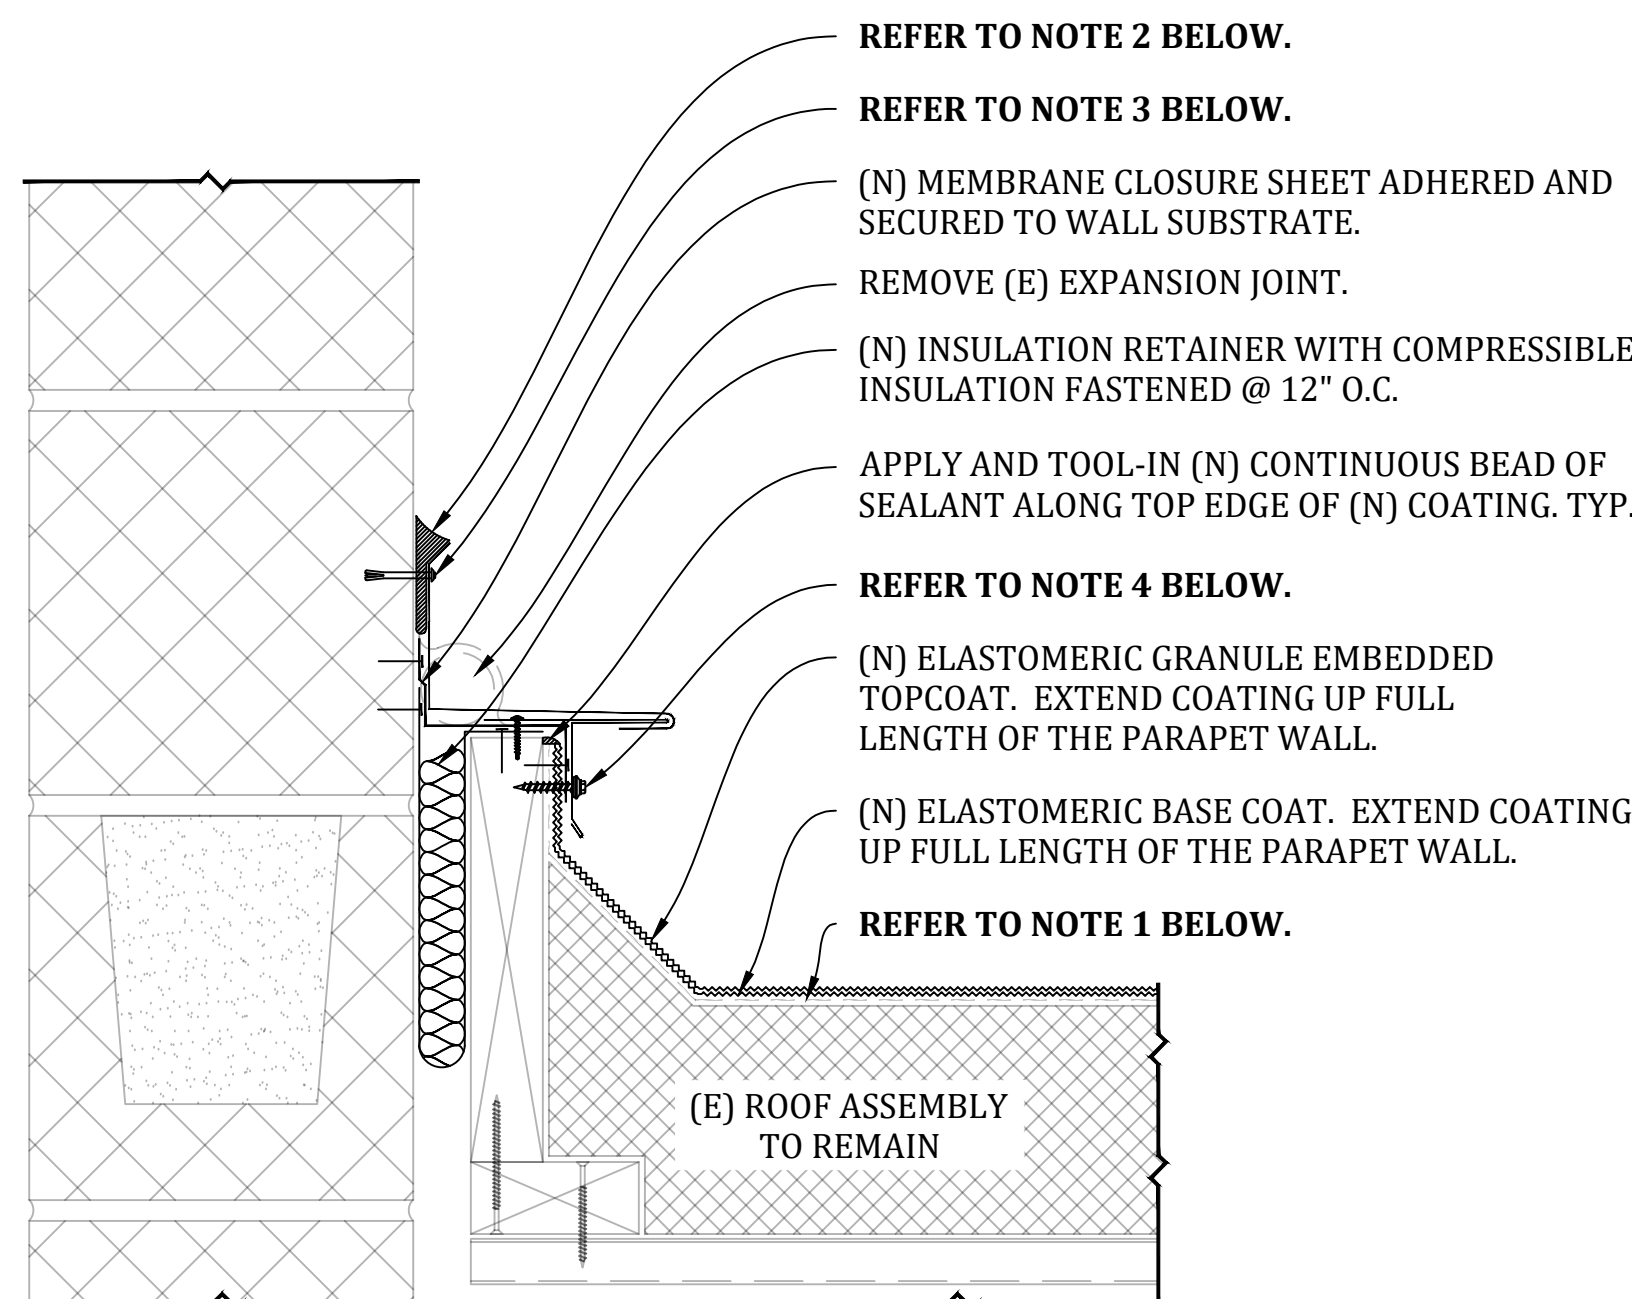 REFER TO NOTE 2 BELOW.
REFER TO NOTE 3 BELOW.
(N) MEMBRANE CLOSURE SHEET ADHERED AND
SECURED TO WALL SUBSTRATE.
REMOVE (E) EXPANSION JOINT.
(N) INSULATION RETAINER WITH COMPRESSIBLE
INSULATION FASTENED @ 12" O.C.
APPLY AND TOOL-IN (N) CONTINUOUS BEAD OF
SEALANT ALONG TOP EDGE OF (N) COATING. TYP.
REFER TO NOTE 4 BELOW.
(N) ELASTOMERIC GRANULE EMBEDDED
TOPCOAT. EXTEND COATING UP FULL
LENGTH OF THE PARAPET WALL.
(N) ELASTOMERIC BASE COAT. EXTEND COATING
UP FULL LENGTH OF THE PARAPET WALL.
REFER TO NOTE 1 BELOW.
(E) ROOF ASSEMBLY
TO REMAIN